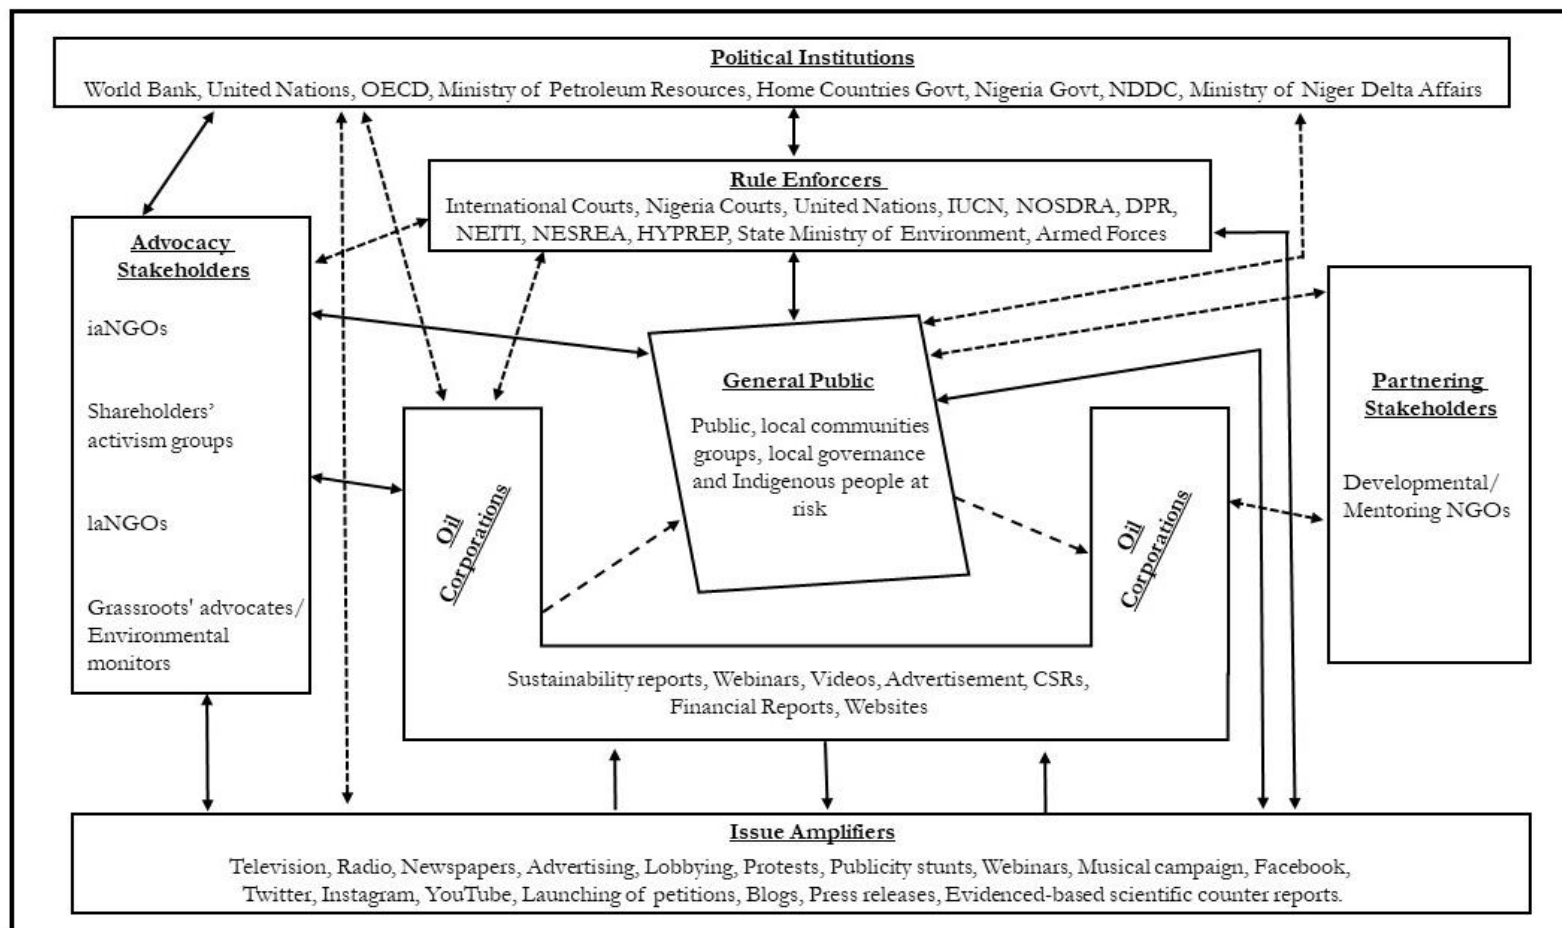 Political Institutions
World Bank, United Nations, OECD, Ministry of Petroleum Resources, Home Countries Govt, Nigeria Govt, NDDC, Ministry of Niger Delta Affairs
Rule Enforcers
International Courts, Nigeria Courts, United Nations, IUCN, NOSDRA, DPR,
NEITI, NESREA, HYPREP, State Ministry of Environment, Armed Forces
Advocacy
Stakeholders
iaNGOs
Shareholders’
activism groups
laNGOs
Grassroots' advocates/
Environmental
monitors
General Public
Public, local communities
groups, local governance
and Indigenous people at
risk
Partnering
Stakeholders
Developmental/
Mentoring NGOs
Oil
Corporations
Oil
Corporations
Sustainability reports, Webinars, Videos, Advertisement, CSRs,
Financial Reports, Websites
Issue Amplifiers
Television, Radio, Newspapers, Advertising, Lobbying, Protests, Publicity stunts, Webinars, Musical campaign, Facebook,
Twitter, Instagram, YouTube, Launching of petitions, Blogs, Press releases, Evidenced-based scientific counter reports.